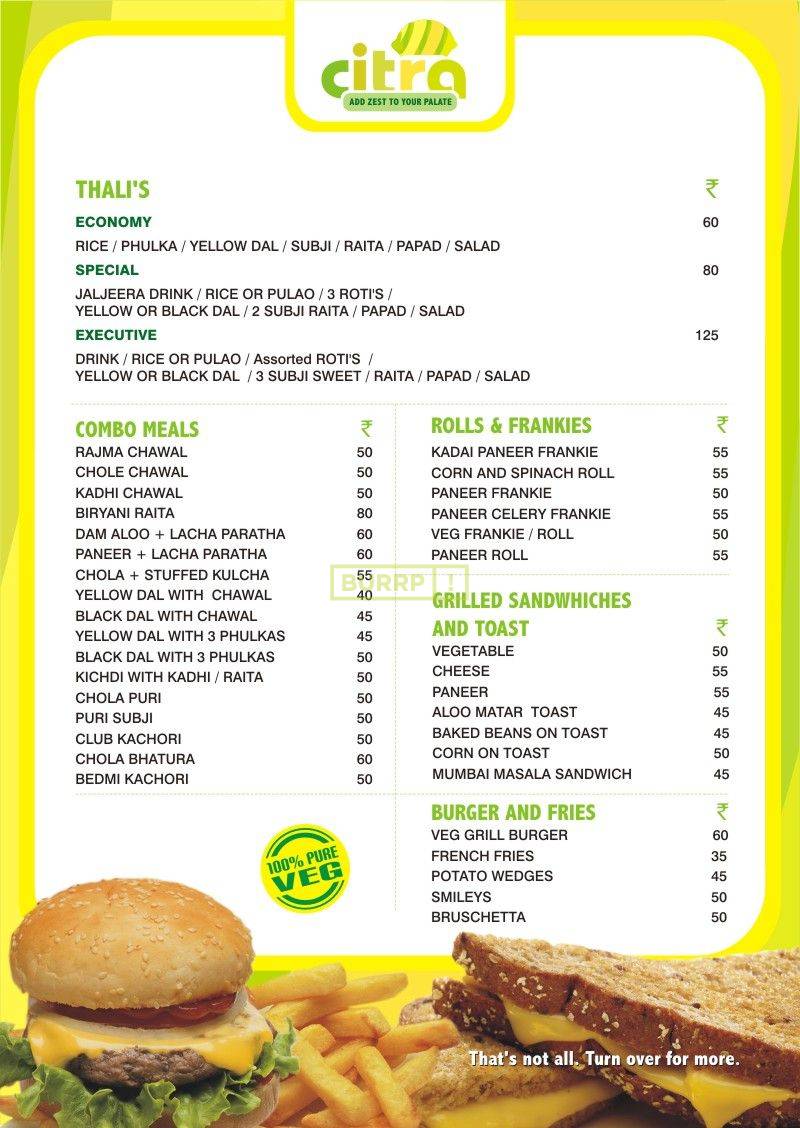 citra
ADD ZEST TO YOUR PALATE
THALI'S ₹
ECONOMY 60
RICE / PHULKA / YELLOW DAL / SUBJI / RAITA / PAPAD / SALAD
SPECIAL 80
JALJEERA DRINK / RICE OR PULAO / 3 ROTI'S /
YELLOW OR BLACK DAL / 2 SUBJI RAITA / PAPAD / SALAD
EXECUTIVE 125
DRINK / RICE OR PULAO / Assorted ROTI'S /
YELLOW OR BLACK DAL / 3 SUBJI SWEET / RAITA / PAPAD / SALAD
COMBO MEALS ₹
RAJMA CHAWAL 50
CHOLE CHAWAL 50
KADHI CHAWAL 50
BIRYANI RAITA 80
DAM ALOO + LACHA PARATHA 60
PANEER + LACHA PARATHA 60
CHOLA + STUFFED KULCHA 55
YELLOW DAL WITH CHAWAL 40
BLACK DAL WITH CHAWAL 45
YELLOW DAL WITH 3 PHULKAS 45
BLACK DAL WITH 3 PHULKAS 50
KICHDI WITH KADHI / RAITA 50
CHOLA PURI 50
PURI SUBJI 50
CLUB KACHORI 50
CHOLA BHATURA 60
BEDMI KACHORI 50
100% PURE
VEG
ROLLS & FRANKIES ₹
KADAI PANEER FRANKIE 55
CORN AND SPINACH ROLL 55
PANEER FRANKIE 50
PANEER CELERY FRANKIE 55
VEG FRANKIE / ROLL 50
PANEER ROLL 55
BURRP !
GRILLED SANDWHICHES
AND TOAST ₹
VEGETABLE 50
CHEESE 55
PANEER 55
ALOO MATAR TOAST 45
BAKED BEANS ON TOAST 45
CORN ON TOAST 50
MUMBAI MASALA SANDWICH 45
BURGER AND FRIES ₹
VEG GRILL BURGER 60
FRENCH FRIES 35
POTATO WEDGES 45
SMILEYS 50
BRUSCHETTA 50
That's not all. Turn over for more.